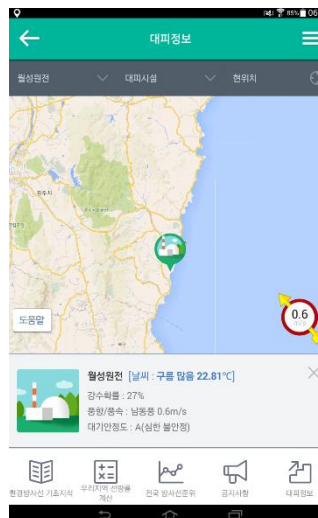 85% 06
대피정보
월성원전 대피시설 현위치
경주시
0.6
m/s
도움말
월성원전 [날씨 : 구름 많음 22.81℃]
강수확률 : 27%
풍향/풍속 : 남동풍 0.6m/s
대기안정도 : A(심한 불안정)
환경방사선 기초지식 우리지역 선량률 계산 전국 방사선준위 공지사항 대피정보